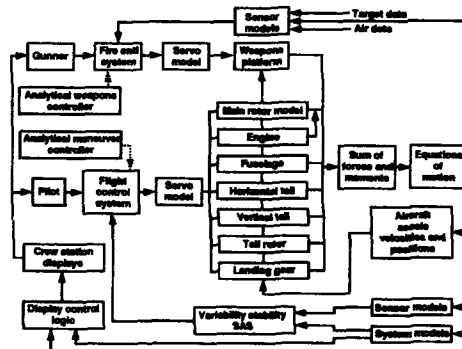 Sensor models
Target data
Air data
Gunner
Fire cntl
system
Servo
model
Weapons
platform
Analytical weapons
controller
Main rotor model
Analytical maneuver
controller
Engine
Fuselage
Pilot
Flight
control
system
Servo
model
Horizontal tail
Sum of
forces and
moments
Equations
of
motion
Vertical tail
Tail rotor
Landing gear
Aircraft
velocities and
positions
Crew station
displays
Display control
logic
Variability stability
SAS
Sensor models
System models